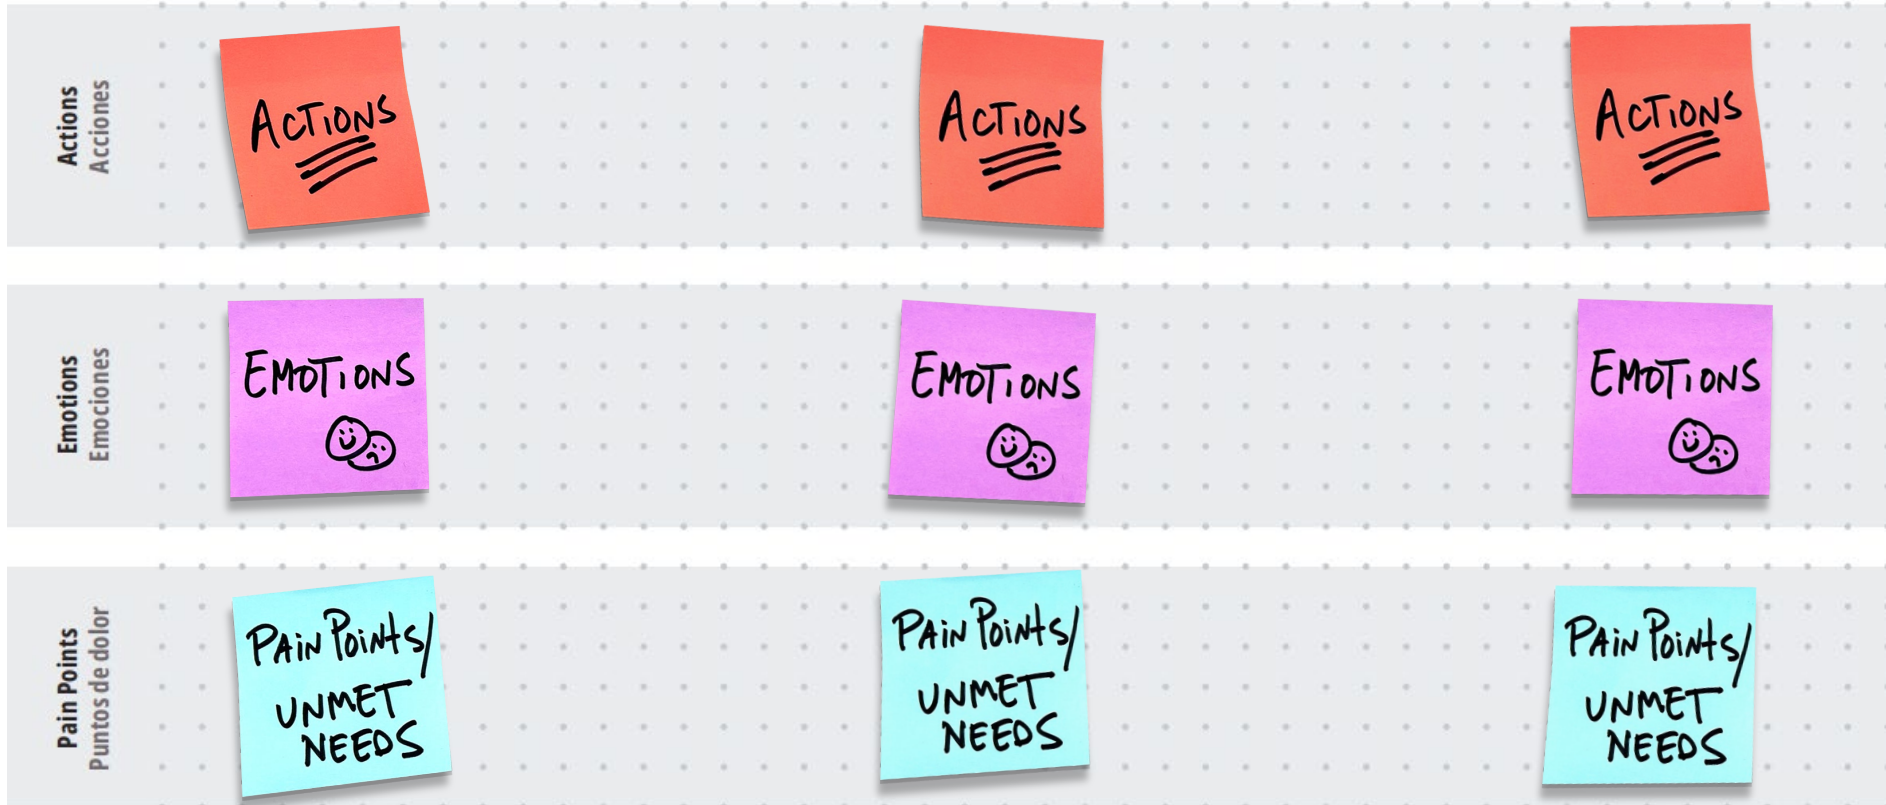 Actions
Acciones
ACTIONS
ACTIONS
ACTIONS
Emotions
Emociones
EMOTIONS
EMOTIONS
EMOTIONS
Pain Points
Puntos de dolor
PAIN POINTS/
UNMET
NEEDS
PAIN POINTS/
UNMET
NEEDS
PAIN POINTS/
UNMET
NEEDS